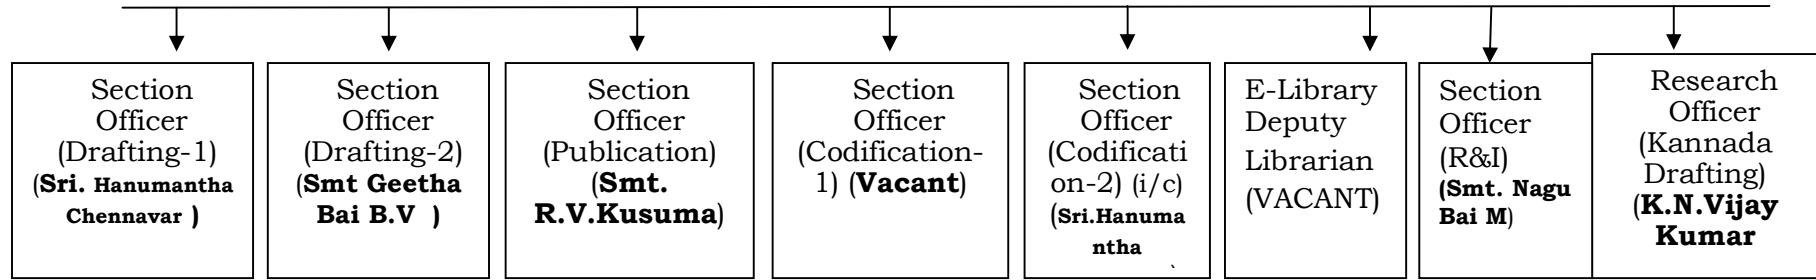 Section
Officer
(Drafting-1)
(Sri. Hanumantha
Chennavar )
Section
Officer
(Drafting-2)
(Smt Geetha
Bai B.V )
Section
Officer
(Publication)
(Smt.
R.V.Kusuma)
Section
Officer
(Codification-
1) (Vacant)
Section
Officer
(Codificati
on-2) (i/c)
(Sri.Hanuma
ntha
E-Library
Deputy
Librarian
(VACANT)
Section
Officer
(R&I)
(Smt. Nagu
Bai M)
Research
Officer
(Kannada
Drafting)
(K.N.Vijay
Kumar